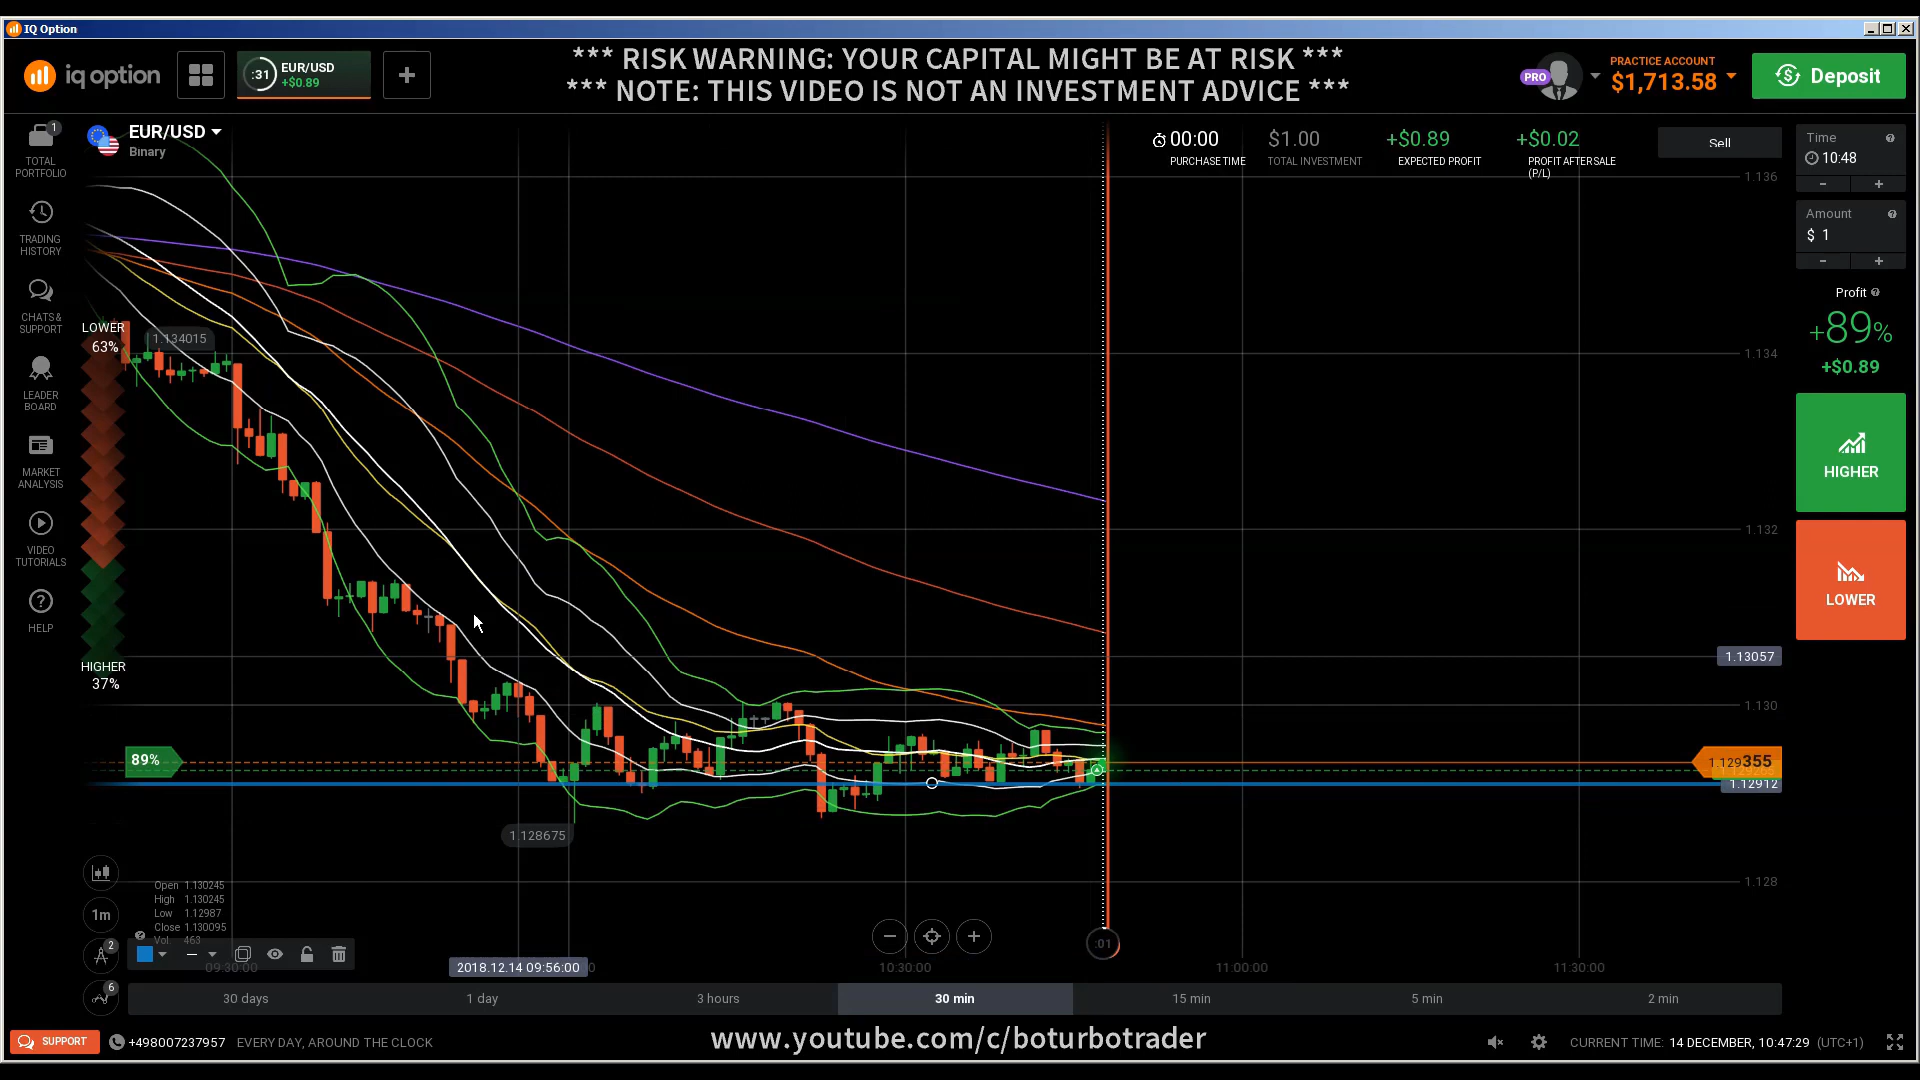 IQ Option
iq option
:31
EUR/USD
+$0.89
*** RISK WARNING: YOUR CAPITAL MIGHT BE AT RISK ***
*** NOTE: THIS VIDEO IS NOT AN INVESTMENT ADVICE ***
PRO
PRACTICE ACCOUNT
$1,713.58
Deposit
1
TOTAL
PORTFOLIO
TRADING
HISTORY
CHATS &
SUPPORT
LEADER
BOARD
MARKET
ANALYSIS
VIDEO
TUTORIALS
HELP
EUR/USD
Binary
00:00
PURCHASE TIME
$1.00
TOTAL INVESTMENT
+$0.89
EXPECTED PROFIT
+$0.02
PROFIT AFTER SALE
(P/L)
Sell
Time
10:48
Amount
$ 1
Profit
+89%
+$0.89
HIGHER
LOWER
1.136
1.134
1.132
1.13057
1.130
1.129355
1.12912
1.128
LOWER
63%
1.134015
HIGHER
37%
89%
1.128675
Open 1.130245
High 1.130245
Low 1.12987
Close 1.130095
Vol. 463
1m
2
6
:01
09:30:00
2018.12.14 09:56:00
10:30:00
11:00:00
11:30:00
30 days
1 day
3 hours
30 min
15 min
5 min
2 min
SUPPORT
+498007237957
EVERY DAY, AROUND THE CLOCK
www.youtube.com/c/boturbotrader
CURRENT TIME: 14 DECEMBER, 10:47:29 (UTC+1)